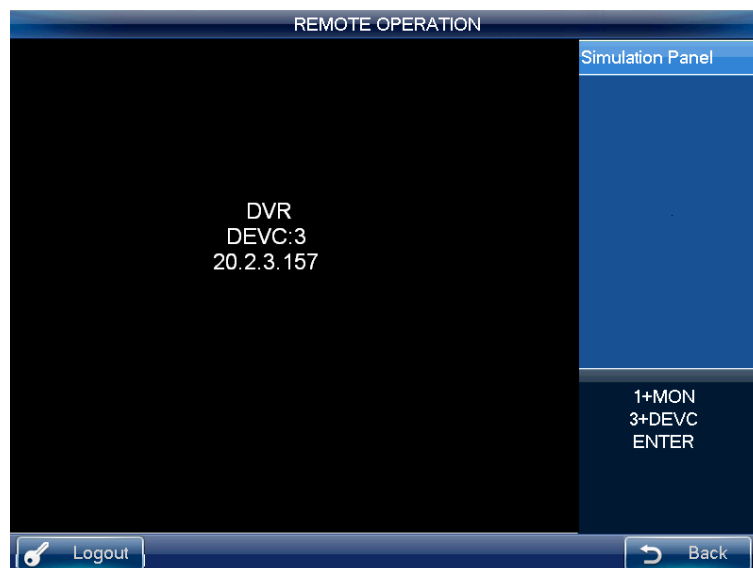 REMOTE OPERATION
Simulation Panel
DVR
DEVC:3
20.2.3.157
1+MON
3+DEVC
ENTER
Logout
Back